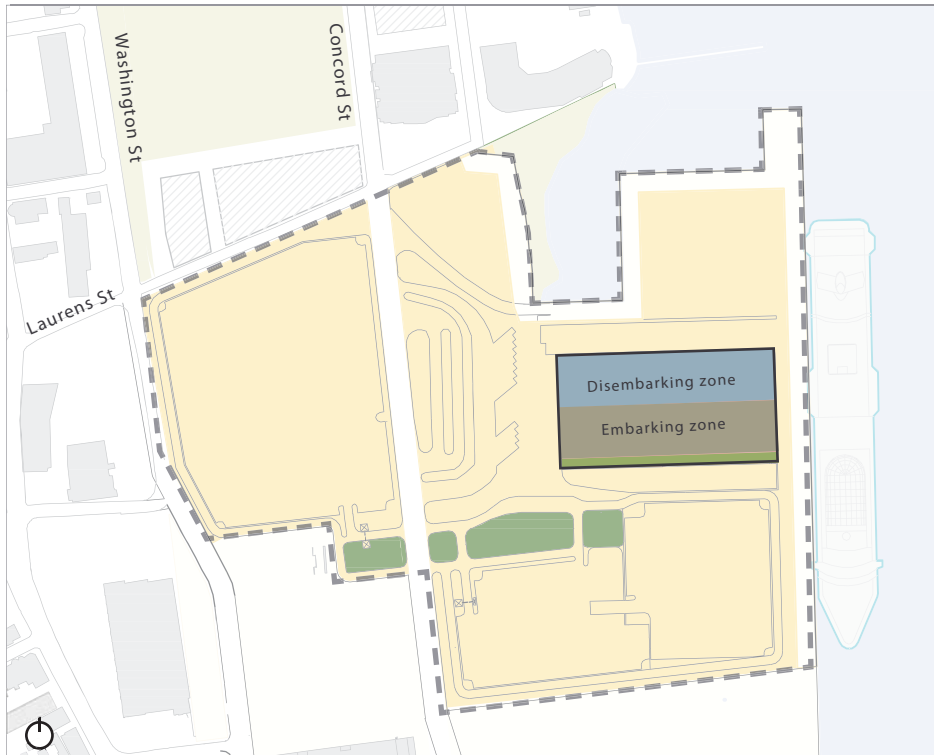 Washington St
Concord St
Laurens St
Disembarking zone
Embarking zone